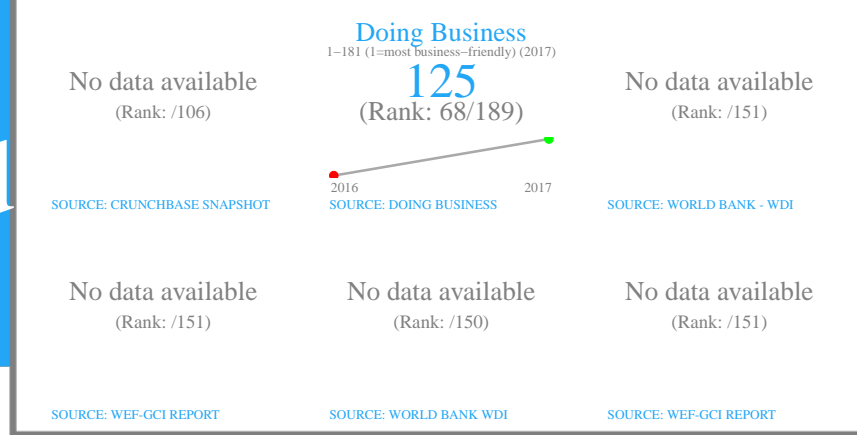 Doing Business
1−181 (1=most business−friendly) (2017)
No data available
125
No data available
(Rank: /106)
(Rank: 68/189)
(Rank: /151)
2016
2017
SOURCE: CRUNCHBASE SNAPSHOT
SOURCE: DOING BUSINESS
SOURCE: WORLD BANK - WDI
No data available
No data available
No data available
(Rank: /151)
(Rank: /150)
(Rank: /151)
SOURCE: WEF-GCI REPORT
SOURCE: WORLD BANK WDI
SOURCE: WEF-GCI REPORT